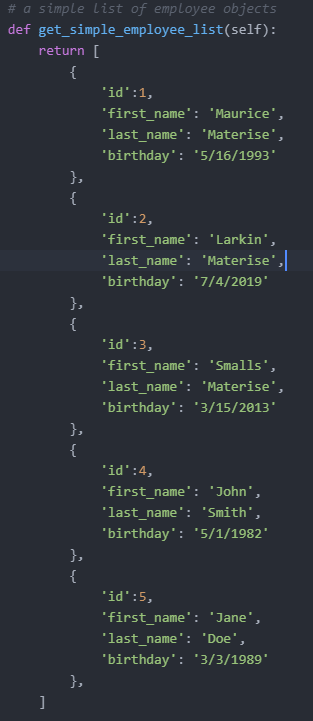 # a simple list of employee objects
def get_simple_employee_list(self):
    return [
        {
            'id':1,
            'first_name': 'Maurice',
            'last_name': 'Materise',
            'birthday': '5/16/1993'
        },
        {
            'id':2,
            'first_name': 'Larkin',
            'last_name': 'Materise',
            'birthday': '7/4/2019'
        },
        {
            'id':3,
            'first_name': 'Smalls',
            'last_name': 'Materise',
            'birthday': '3/15/2013'
        },
        {
            'id':4,
            'first_name': 'John',
            'last_name': 'Smith',
            'birthday': '5/1/1982'
        },
        {
            'id':5,
            'first_name': 'Jane',
            'last_name': 'Doe',
            'birthday': '3/3/1989'
        },
    ]